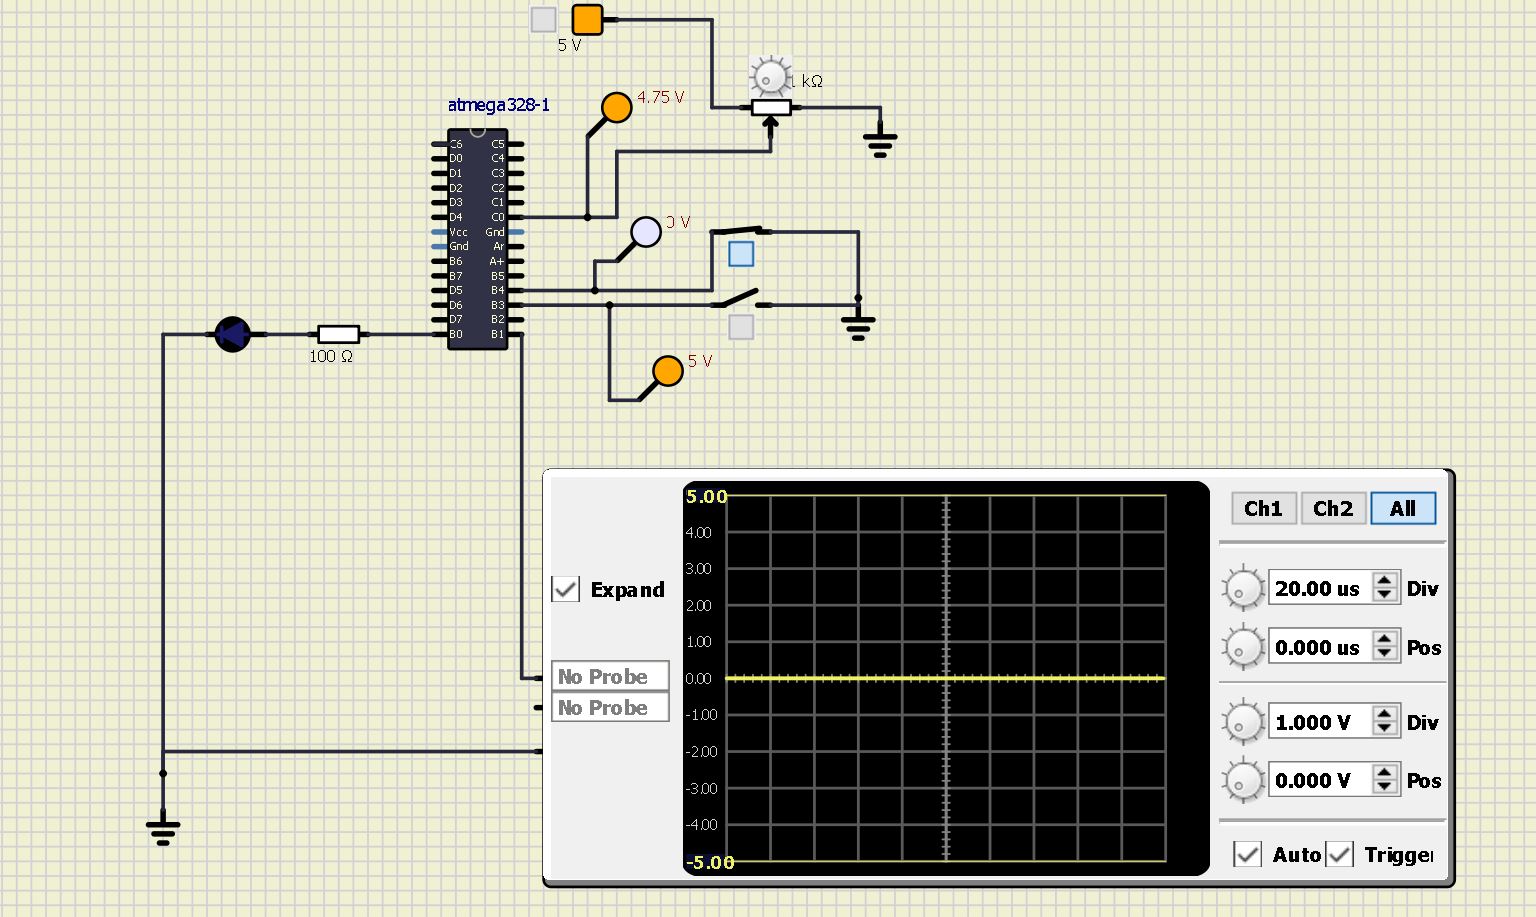 5 V
1 kΩ
4.75 V
atmega328-1
C6 C5
D0 C4
D1 C3
D2 C2
D3 C1
D4 C0
Vcc Gnd
Gnd Ar
B6 A+
B7 B5
D5 B4
D6 B3
D7 B2
B0 B1
0 V
100 Ω
5 V
Expand
No Probe
No Probe
5.00
4.00
3.00
2.00
1.00
0.00
-1.00
-2.00
-3.00
-4.00
-5.00
Ch1 Ch2 All
20.00 us Div
0.000 us Pos
1.000 V Div
0.000 V Pos
Auto Trigger